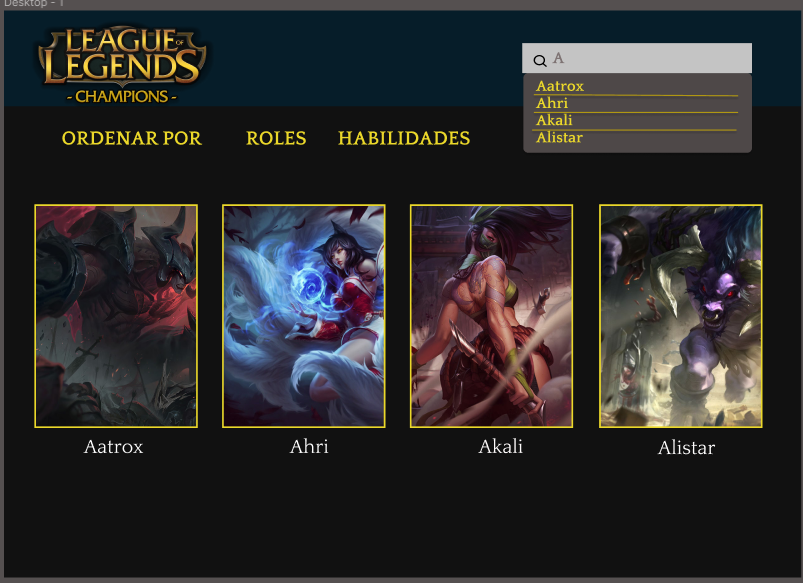 Desktop - 1
LEAGUE OF
LEGENDS
- CHAMPIONS -
A
Aatrox
Ahri
Akali
Alistar
ORDENAR POR ROLES HABILIDADES
Aatrox Ahri Akali Alistar